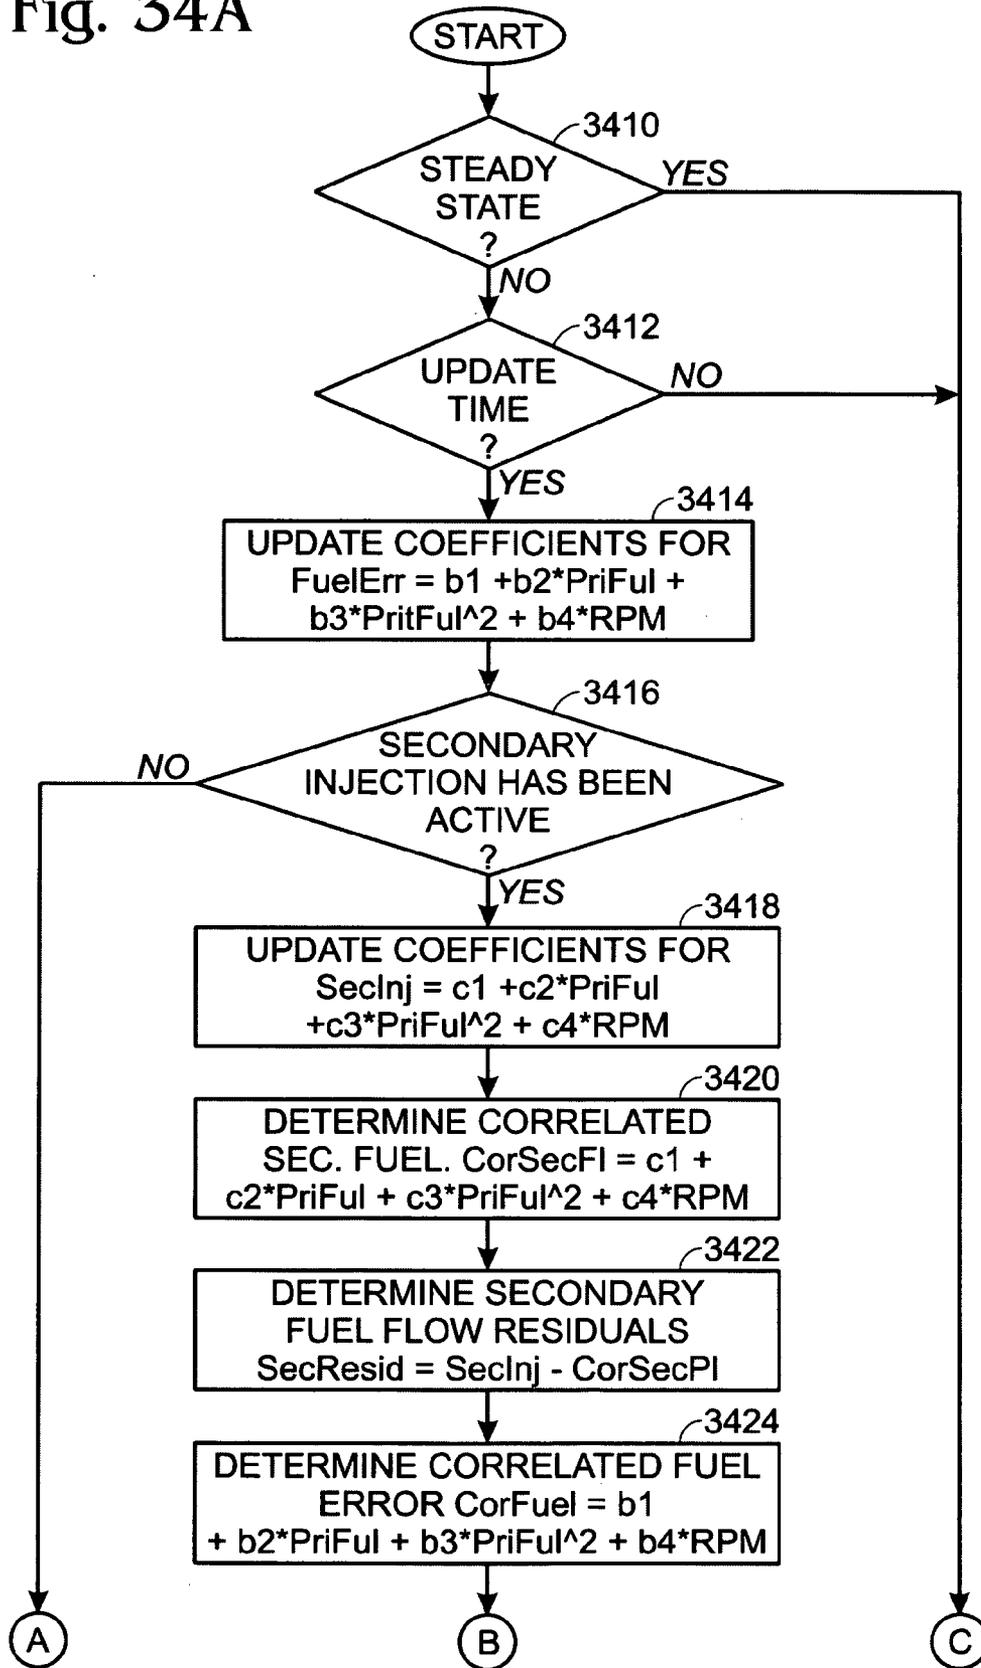 Fig. 34A
START
3410
STEADY
STATE
?
YES
NO
3412
UPDATE
TIME
?
NO
YES
3414
UPDATE COEFFICIENTS FOR
FuelErr = b1 +b2*PriFul +
b3*PritFul^2 + b4*RPM
3416
SECONDARY
INJECTION HAS BEEN
ACTIVE
?
NO
YES
3418
UPDATE COEFFICIENTS FOR
SecInj = c1 +c2*PriFul
+c3*PriFul^2 + c4*RPM
3420
DETERMINE CORRELATED
SEC. FUEL. CorSecFl = c1 +
c2*PriFul + c3*PriFul^2 + c4*RPM
3422
DETERMINE SECONDARY
FUEL FLOW RESIDUALS
SecResid = SecInj - CorSecPl
3424
DETERMINE CORRELATED FUEL
ERROR CorFuel = b1
+ b2*PriFul + b3*PriFul^2 + b4*RPM
A
B
C